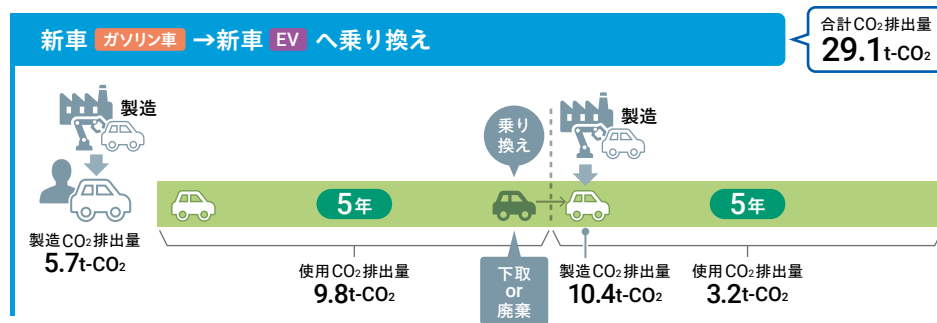 新車 ガソリン車 →新車 EV へ乗り換え
合計CO₂排出量
29.1t-CO₂
製造
乗り
換え
製造
5年
5年
製造CO₂排出量
5.7t-CO₂
使用CO₂排出量
9.8t-CO₂
下取
or
廃棄
製造CO₂排出量
10.4t-CO₂
使用CO₂排出量
3.2t-CO₂